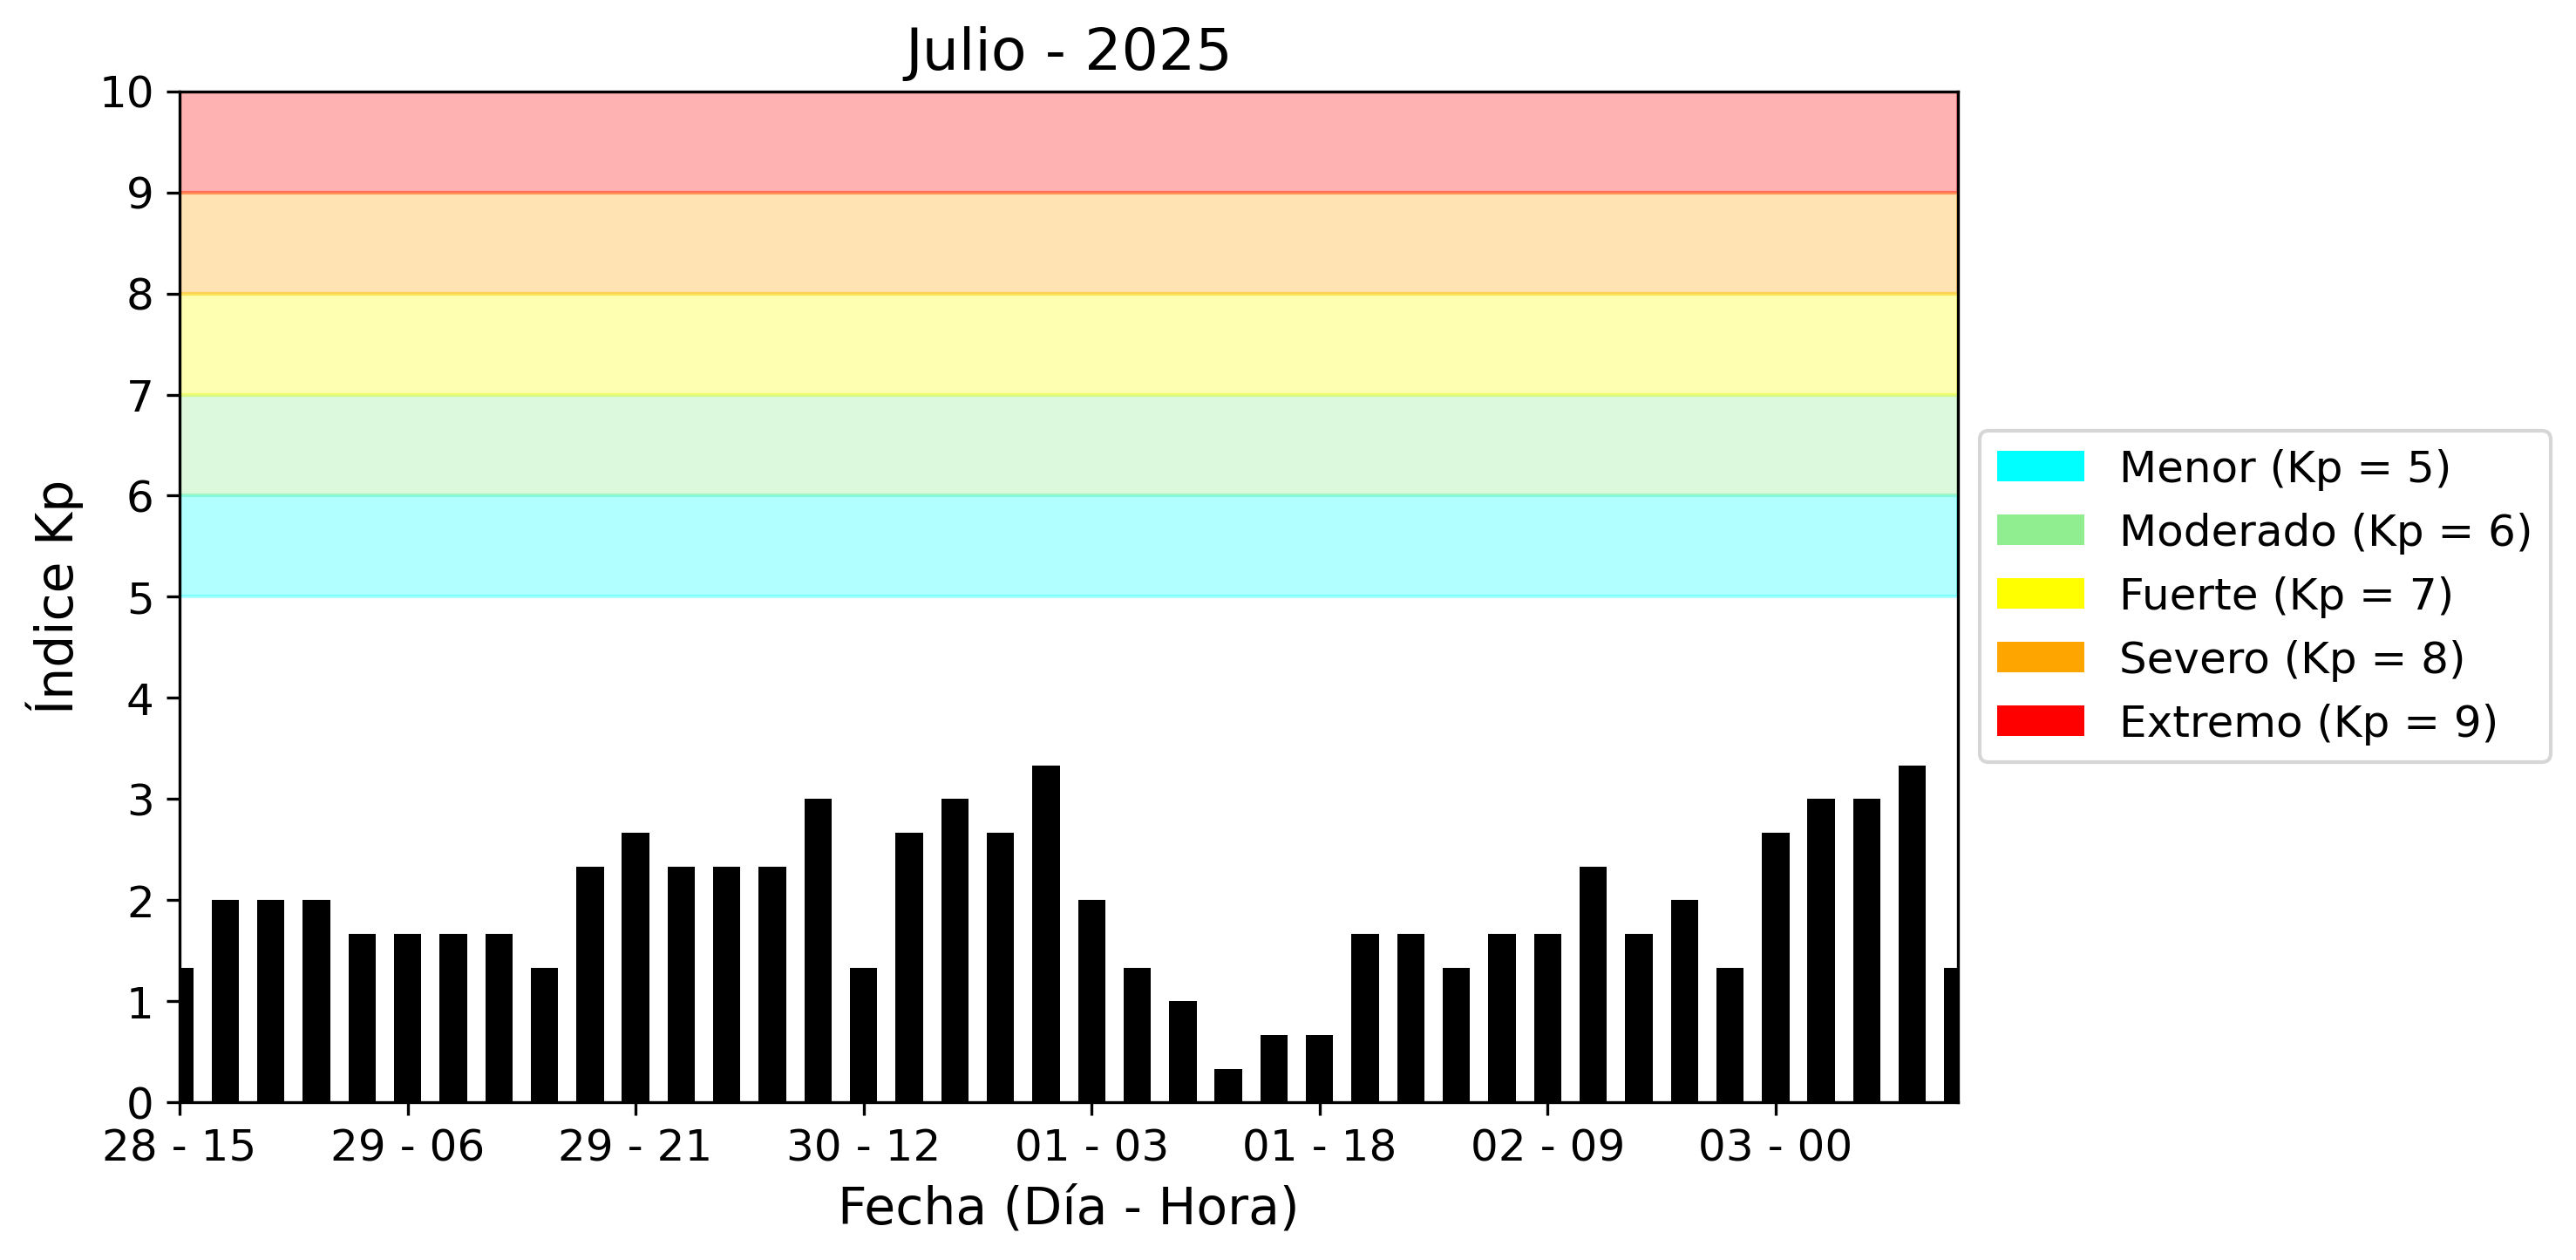 Julio - 2025
10
9
8
7
6
5
4
3
2
1
0
Índice Kp
28 - 15
29 - 06
29 - 21
30 - 12
01 - 03
01 - 18
02 - 09
03 - 00
Fecha (Día - Hora)
Menor (Kp = 5)
Moderado (Kp = 6)
Fuerte (Kp = 7)
Severo (Kp = 8)
Extremo (Kp = 9)